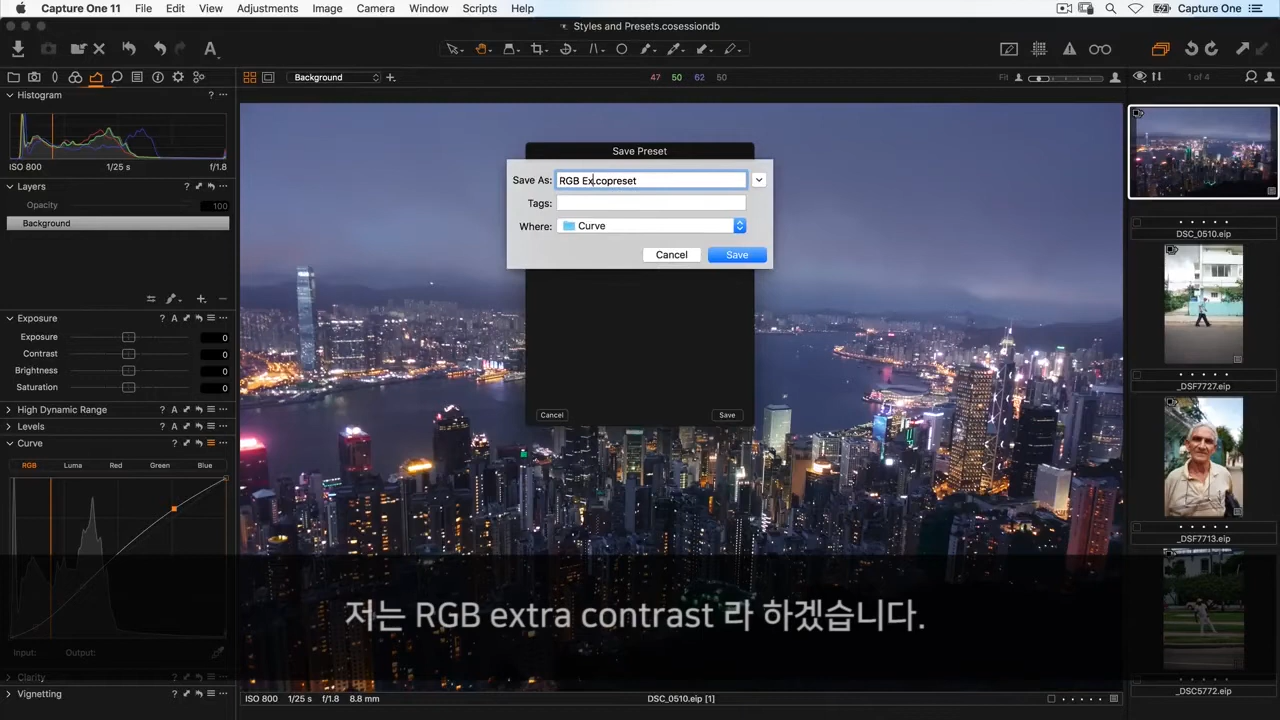 Capture One 11 File Edit View Adjustments Image Camera Window Scripts Help Capture One
Styles and Presets.cosessiondb
Background 47 50 62 50 Fit 1 of 4
Histogram
ISO 800 1/25 s f/1.8
Layers
Opacity 100
Background
Exposure
Exposure 0
Contrast 0
Brightness 0
Saturation 0
High Dynamic Range
Levels
Curve
RGB Luma Red Green Blue
Input: Output:
Clarity
Vignetting
Save Preset
Save As: RGB Ex.copreset
Tags:
Where: Curve
Cancel Save
Cancel Save
저는 RGB extra contrast 라 하겠습니다.
ISO 800 1/25 s f/1.8 8.8 mm DSC_0510.eip [1]
DSC_0510.eip
_DSF7727.eip
_DSF7713.eip
_DSC5772.eip